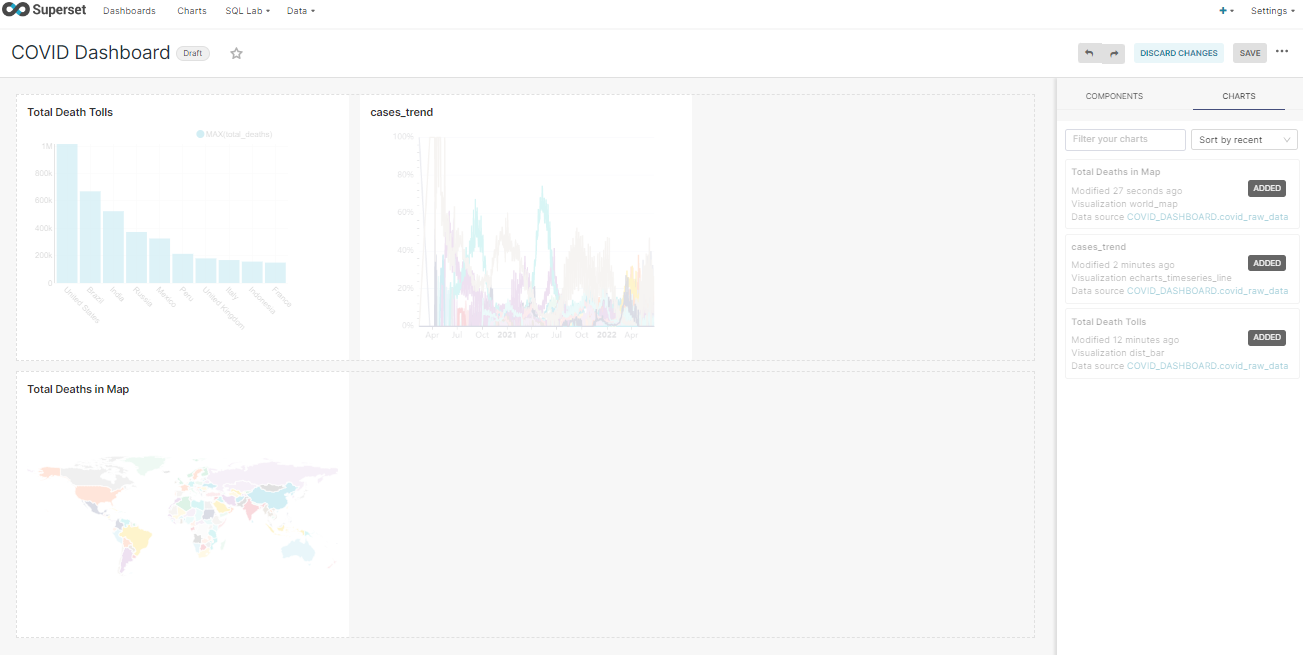 Superset Dashboards Charts SQL Lab Data + Settings
COVID Dashboard Draft DISCARD CHANGES SAVE ...
COMPONENTS CHARTS
Total Death Tolls
MAX(total_deaths)
1M
800k
600k
400k
200k
0
United States Brazil India Russia Mexico Peru United Kingdom Italy Indonesia France
cases_trend
100%
80%
60%
40%
20%
0%
Apr Jul Oct 2021 Apr Jul Oct 2022 Apr
Total Deaths in Map
Filter your charts Sort by recent
Total Deaths in Map
Modified 27 seconds ago
ADDED
Visualization world_map
Data source COVID_DASHBOARD.covid_raw_data
cases_trend
Modified 2 minutes ago
ADDED
Visualization echarts_timeseries_line
Data source COVID_DASHBOARD.covid_raw_data
Total Death Tolls
Modified 12 minutes ago
ADDED
Visualization dist_bar
Data source COVID_DASHBOARD.covid_raw_data